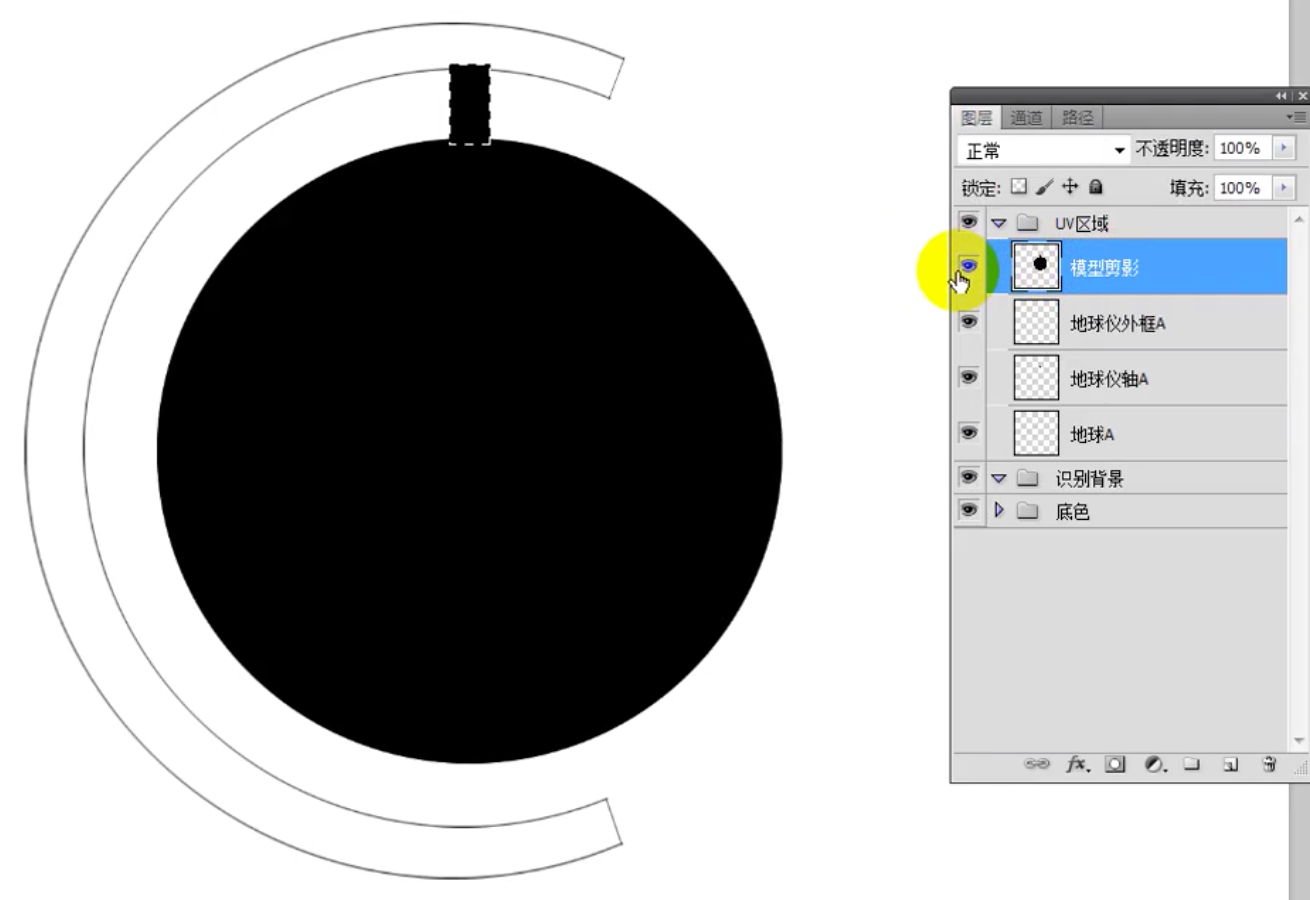 图层 通道 路径
正常 不透明度: 100%
锁定: 填充: 100%
UV区域
模型剪影
地球仪外框A
地球仪轴A
地球A
识别背景
底色
fx.